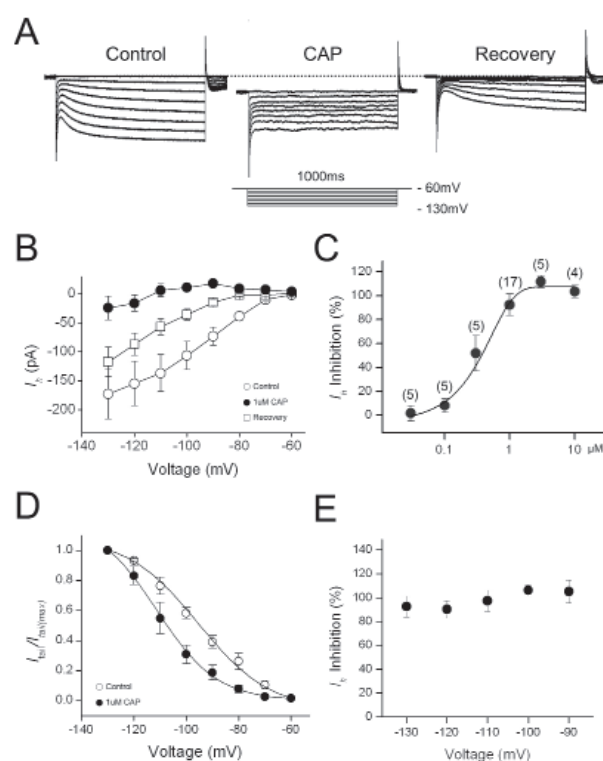 A
Control CAP Recovery
1000ms
- 60mV
- 130mV
B
0
-50
-100
-150
-200
Ih (pA)
Control
1uM CAP
Recovery
-140 -120 -100 -80 -60
Voltage (mV)
C
120
100
80
60
40
20
0
Ih Inhibition (%)
(5) (5) (5) (17) (5) (4)
0.1 1 10 µM
D
1.0
0.8
0.6
0.4
0.2
0.0
Itail/Itail(max)
Control
1uM CAP
-140 -120 -100 -80 -60
Voltage (mV)
E
140
120
100
80
60
40
20
0
Ih Inhibition (%)
-130 -120 -110 -100 -90
Voltage (mV)